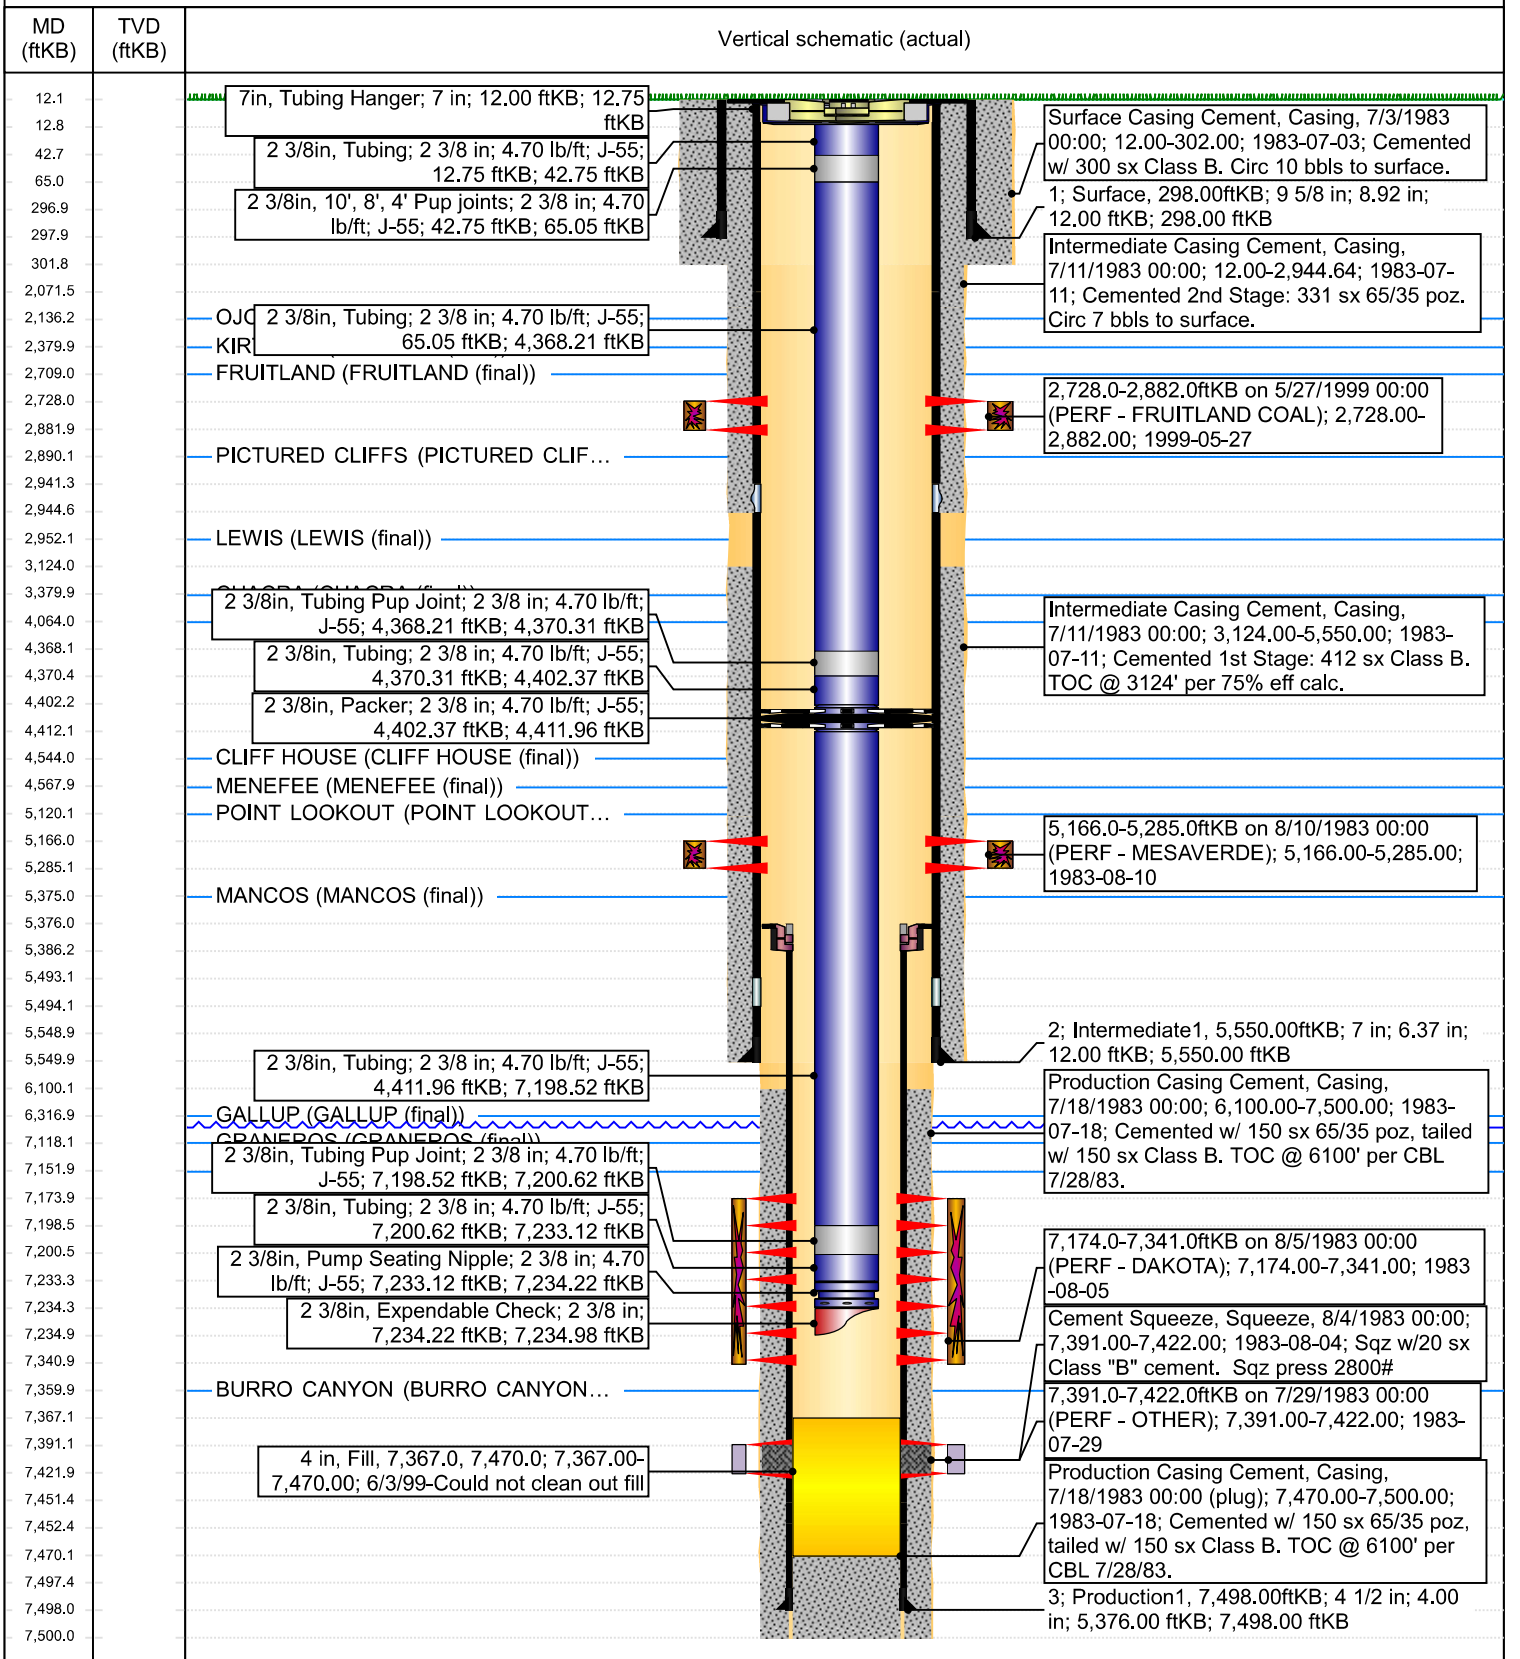 MD
(ftKB)
TVD
(ftKB)
Vertical schematic (actual)
12.1
12.8
42.7
65.0
296.9
297.9
301.8
2,071.5
2,136.2
2,379.9
2,709.0
2,728.0
2,881.9
2,890.1
2,941.3
2,944.6
2,952.1
3,124.0
3,379.9
4,064.0
4,368.1
4,370.4
4,402.2
4,412.1
4,544.0
4,567.9
5,120.1
5,166.0
5,285.1
5,375.0
5,376.0
5,386.2
5,493.1
5,494.1
5,548.9
5,549.9
6,100.1
6,316.9
7,118.1
7,151.9
7,173.9
7,198.5
7,200.5
7,233.3
7,234.3
7,234.9
7,340.9
7,359.9
7,367.1
7,391.1
7,421.9
7,451.4
7,452.4
7,470.1
7,497.4
7,498.0
7,500.0
7in, Tubing Hanger; 7 in; 12.00 ftKB; 12.75
ftKB
2 3/8in, Tubing; 2 3/8 in; 4.70 lb/ft; J-55;
12.75 ftKB; 42.75 ftKB
2 3/8in, 10', 8', 4' Pup joints; 2 3/8 in; 4.70
lb/ft; J-55; 42.75 ftKB; 65.05 ftKB
2 3/8in, Tubing; 2 3/8 in; 4.70 lb/ft; J-55;
65.05 ftKB; 4,368.21 ftKB
FRUITLAND (FRUITLAND (final))
PICTURED CLIFFS (PICTURED CLIF...
LEWIS (LEWIS (final))
2 3/8in, Tubing Pup Joint; 2 3/8 in; 4.70 lb/ft;
J-55; 4,368.21 ftKB; 4,370.31 ftKB
2 3/8in, Tubing; 2 3/8 in; 4.70 lb/ft; J-55;
4,370.31 ftKB; 4,402.37 ftKB
2 3/8in, Packer; 2 3/8 in; 4.70 lb/ft; J-55;
4,402.37 ftKB; 4,411.96 ftKB
CLIFF HOUSE (CLIFF HOUSE (final))
MENEFEE (MENEFEE (final))
POINT LOOKOUT (POINT LOOKOUT...
MANCOS (MANCOS (final))
2 3/8in, Tubing; 2 3/8 in; 4.70 lb/ft; J-55;
4,411.96 ftKB; 7,198.52 ftKB
GALLUP (GALLUP (final))
GRANEROS (GRANEROS (final))
2 3/8in, Tubing Pup Joint; 2 3/8 in; 4.70 lb/ft;
J-55; 7,198.52 ftKB; 7,200.62 ftKB
2 3/8in, Tubing; 2 3/8 in; 4.70 lb/ft; J-55;
7,200.62 ftKB; 7,233.12 ftKB
2 3/8in, Pump Seating Nipple; 2 3/8 in; 4.70
lb/ft; J-55; 7,233.12 ftKB; 7,234.22 ftKB
2 3/8in, Expendable Check; 2 3/8 in;
7,234.22 ftKB; 7,234.98 ftKB
BURRO CANYON (BURRO CANYON...
4 in, Fill, 7,367.0, 7,470.0; 7,367.00-
7,470.00; 6/3/99-Could not clean out fill
Surface Casing Cement, Casing, 7/3/1983
00:00; 12.00-302.00; 1983-07-03; Cemented
w/ 300 sx Class B. Circ 10 bbls to surface.
1; Surface, 298.00ftKB; 9 5/8 in; 8.92 in;
12.00 ftKB; 298.00 ftKB
Intermediate Casing Cement, Casing,
7/11/1983 00:00; 12.00-2,944.64; 1983-07-
11; Cemented 2nd Stage: 331 sx 65/35 poz.
Circ 7 bbls to surface.
2,728.0-2,882.0ftKB on 5/27/1999 00:00
(PERF - FRUITLAND COAL); 2,728.00-
2,882.00; 1999-05-27
Intermediate Casing Cement, Casing,
7/11/1983 00:00; 3,124.00-5,550.00; 1983-
07-11; Cemented 1st Stage: 412 sx Class B.
TOC @ 3124' per 75% eff calc.
5,166.0-5,285.0ftKB on 8/10/1983 00:00
(PERF - MESAVERDE); 5,166.00-5,285.00;
1983-08-10
2; Intermediate1, 5,550.00ftKB; 7 in; 6.37 in;
12.00 ftKB; 5,550.00 ftKB
Production Casing Cement, Casing,
7/18/1983 00:00; 6,100.00-7,500.00; 1983-
07-18; Cemented w/ 150 sx 65/35 poz, tailed
w/ 150 sx Class B. TOC @ 6100' per CBL
7/28/83.
7,174.0-7,341.0ftKB on 8/5/1983 00:00
(PERF - DAKOTA); 7,174.00-7,341.00; 1983
-08-05
Cement Squeeze, Squeeze, 8/4/1983 00:00;
7,391.00-7,422.00; 1983-08-04; Sqz w/20 sx
Class "B" cement. Sqz press 2800#
7,391.0-7,422.0ftKB on 7/29/1983 00:00
(PERF - OTHER); 7,391.00-7,422.00; 1983-
07-29
Production Casing Cement, Casing,
7/18/1983 00:00 (plug); 7,470.00-7,500.00;
1983-07-18; Cemented w/ 150 sx 65/35 poz,
tailed w/ 150 sx Class B. TOC @ 6100' per
CBL 7/28/83.
3; Production1, 7,498.00ftKB; 4 1/2 in; 4.00
in; 5,376.00 ftKB; 7,498.00 ftKB